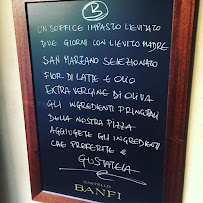 B
UN SOFFICE IMPASTO LIEVITATO
DUE GIORNI CON LIEVITO MADRE
SAN MARZANO SELEZIONATO
FIOR DI LATTE E OLIO
EXTRA VERGINE DI OLIVA
GLI INGREDIENTI PRINCIPALI
DELLA NOSTRA PIZZA
AGGIUGETE GLI INGREDIENTI
CHE PREFERITE E
GUSTATELA
CASTELLO
BANFI